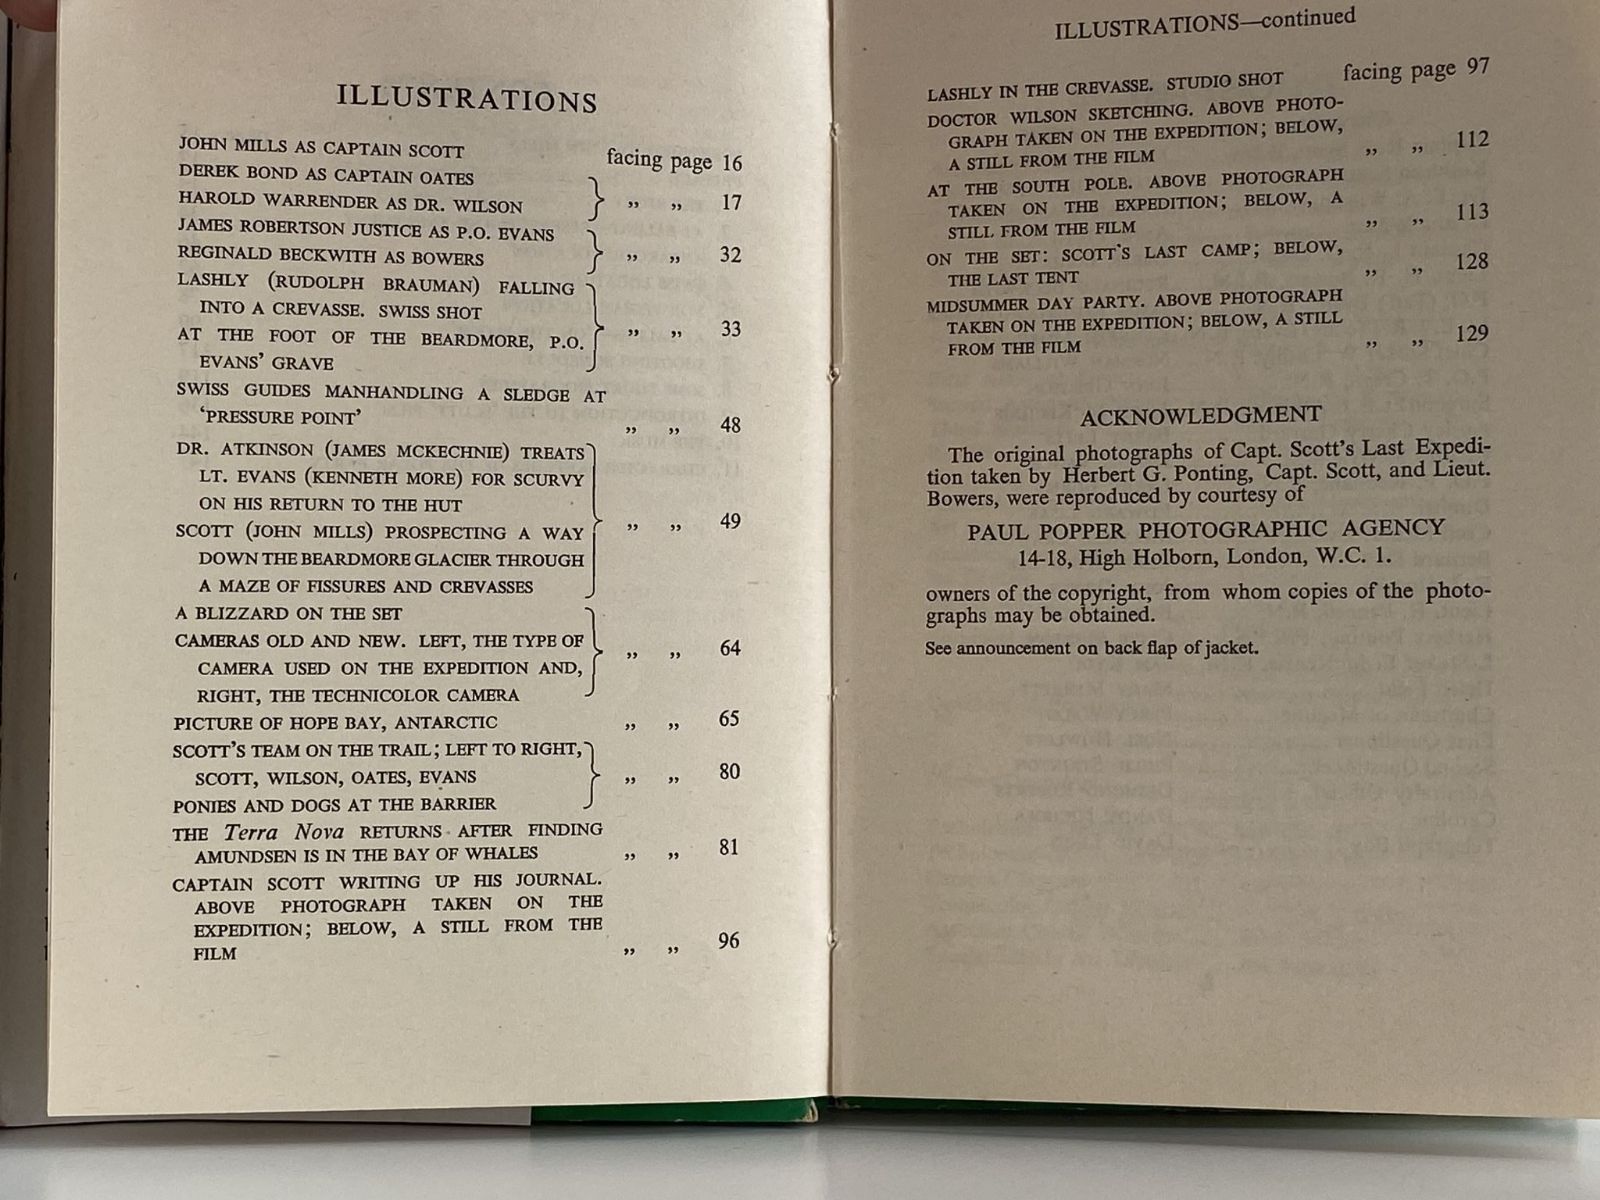 ILLUSTRATIONS
JOHN MILLS AS CAPTAIN SCOTT facing page 16
DEREK BOND AS CAPTAIN OATES
HAROLD WARRENDER AS DR. WILSON } ” ” 17
JAMES ROBERTSON JUSTICE AS P.O. EVANS
REGINALD BECKWITH AS BOWERS } ” ” 32
LASHLY (RUDOLPH BRAUMAN) FALLING
INTO A CREVASSE. SWISS SHOT
AT THE FOOT OF THE BEARDMORE, P.O. } ” ” 33
EVANS’ GRAVE
SWISS GUIDES MANHANDLING A SLEDGE AT
‘PRESSURE POINT’ ” ” 48
DR. ATKINSON (JAMES MCKECHNIE) TREATS
LT. EVANS (KENNETH MORE) FOR SCURVY
ON HIS RETURN TO THE HUT
SCOTT (JOHN MILLS) PROSPECTING A WAY } ” ” 49
DOWN THE BEARDMORE GLACIER THROUGH
A MAZE OF FISSURES AND CREVASSES
A BLIZZARD ON THE SET
CAMERAS OLD AND NEW. LEFT, THE TYPE OF } ” ” 64
CAMERA USED ON THE EXPEDITION AND,
RIGHT, THE TECHNICOLOR CAMERA
PICTURE OF HOPE BAY, ANTARCTIC ” ” 65
SCOTT’S TEAM ON THE TRAIL; LEFT TO RIGHT,
SCOTT, WILSON, OATES, EVANS } ” ” 80
PONIES AND DOGS AT THE BARRIER
THE Terra Nova RETURNS AFTER FINDING
AMUNDSEN IS IN THE BAY OF WHALES ” ” 81
CAPTAIN SCOTT WRITING UP HIS JOURNAL.
ABOVE PHOTOGRAPH TAKEN ON THE
EXPEDITION; BELOW, A STILL FROM THE
FILM ” ” 96
ILLUSTRATIONS—continued
LASHLY IN THE CREVASSE. STUDIO SHOT facing page 97
DOCTOR WILSON SKETCHING. ABOVE PHOTO-
GRAPH TAKEN ON THE EXPEDITION; BELOW,
A STILL FROM THE FILM ” ” 112
AT THE SOUTH POLE. ABOVE PHOTOGRAPH
TAKEN ON THE EXPEDITION; BELOW, A
STILL FROM THE FILM ” ” 113
ON THE SET: SCOTT’S LAST CAMP; BELOW,
THE LAST TENT ” ” 128
MIDSUMMER DAY PARTY. ABOVE PHOTOGRAPH
TAKEN ON THE EXPEDITION; BELOW, A STILL
FROM THE FILM ” ” 129
ACKNOWLEDGMENT
The original photographs of Capt. Scott’s Last Expedi-
tion taken by Herbert G. Ponting, Capt. Scott, and Lieut.
Bowers, were reproduced by courtesy of
PAUL POPPER PHOTOGRAPHIC AGENCY
14-18, High Holborn, London, W.C. 1.
owners of the copyright, from whom copies of the photo-
graphs may be obtained.
See announcement on back flap of jacket.